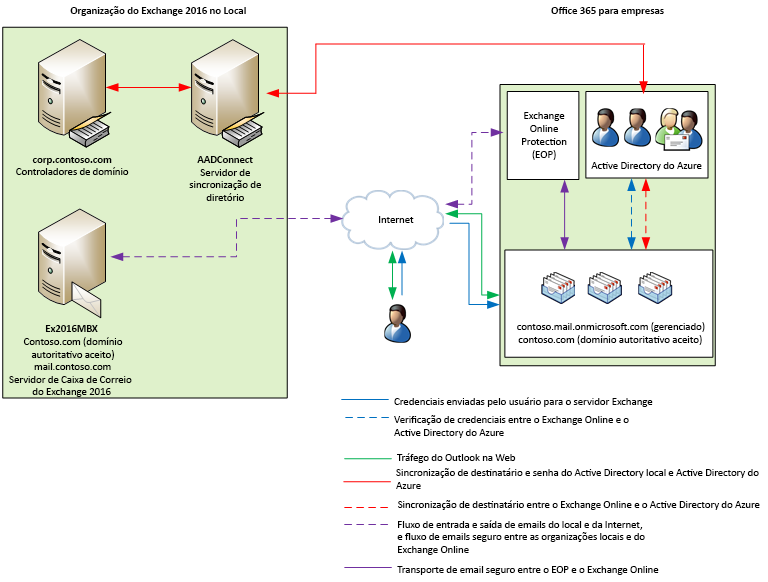 Organização do Exchange 2016 no Local
Office 365 para empresas
corp.contoso.com
Controladores de domínio
AADConnect
Servidor de
sincronização de
diretório
Exchange
Online
Protection
(EOP)
Active Directory do Azure
Internet
Ex2016MBX
Contoso.com (domínio
autoritativo aceito)
mail.contoso.com
Servidor de Caixa de Correio
do Exchange 2016
contoso.mail.onmicrosoft.com (gerenciado)
contoso.com (domínio autoritativo aceito)
Credenciais enviadas pelo usuário para o servidor Exchange
Verificação de credenciais entre o Exchange Online e o
Active Directory do Azure
Tráfego do Outlook na Web
Sincronização de destinatário e senha do Active Directory local e Active Directory do
Azure
Sincronização de destinatário entre o Exchange Online e o Active Directory do Azure
Fluxo de entrada e saída de emails do local e da Internet,
e fluxo de emails seguro entre as organizações locais e do
Exchange Online
Transporte de email seguro entre o EOP e o Exchange Online